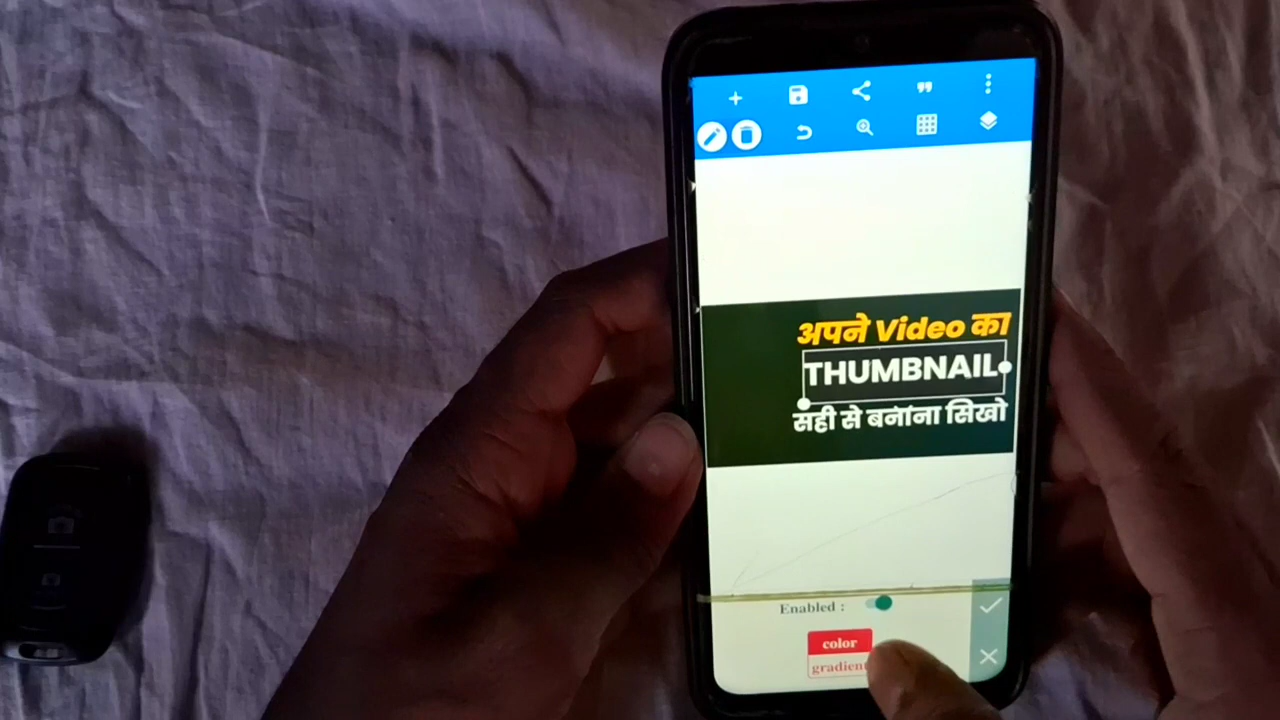 अपने Video का
THUMBNAIL
सही से बनाना सिखो
Enabled :
color
gradient